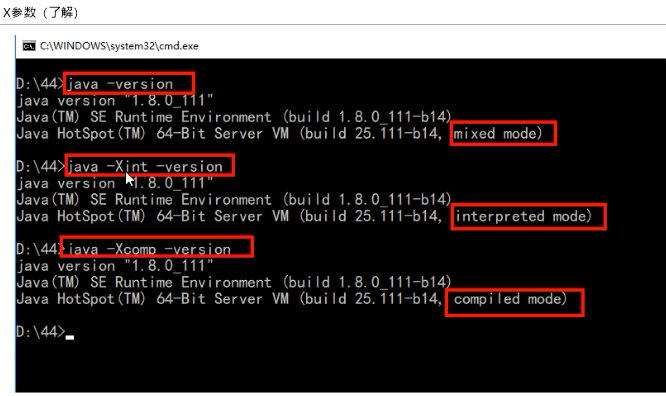 X参数（了解）
C:\WINDOWS\system32\cmd.exe
D:\44>java -version
java version "1.8.0_111"
Java(TM) SE Runtime Environment (build 1.8.0_111-b14)
Java HotSpot(TM) 64-Bit Server VM (build 25.111-b14, mixed mode)
D:\44>java -Xint -version
java version "1.8.0_111"
Java(TM) SE Runtime Environment (build 1.8.0_111-b14)
Java HotSpot(TM) 64-Bit Server VM (build 25.111-b14, interpreted mode)
D:\44>java -Xcomp -version
java version "1.8.0_111"
Java(TM) SE Runtime Environment (build 1.8.0_111-b14)
Java HotSpot(TM) 64-Bit Server VM (build 25.111-b14, compiled mode)
D:\44>